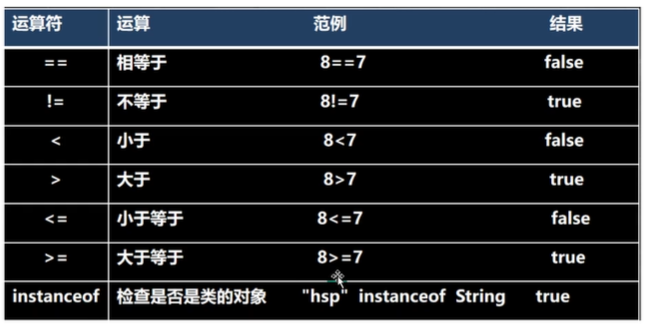 运算符 运算 范例 结果
== 相等于 8==7 false
!= 不等于 8!=7 true
< 小于 8<7 false
> 大于 8>7 true
<= 小于等于 8<=7 false
>= 大于等于 8>=7 true
instanceof 检查是否是类的对象 "hsp" instanceof String true